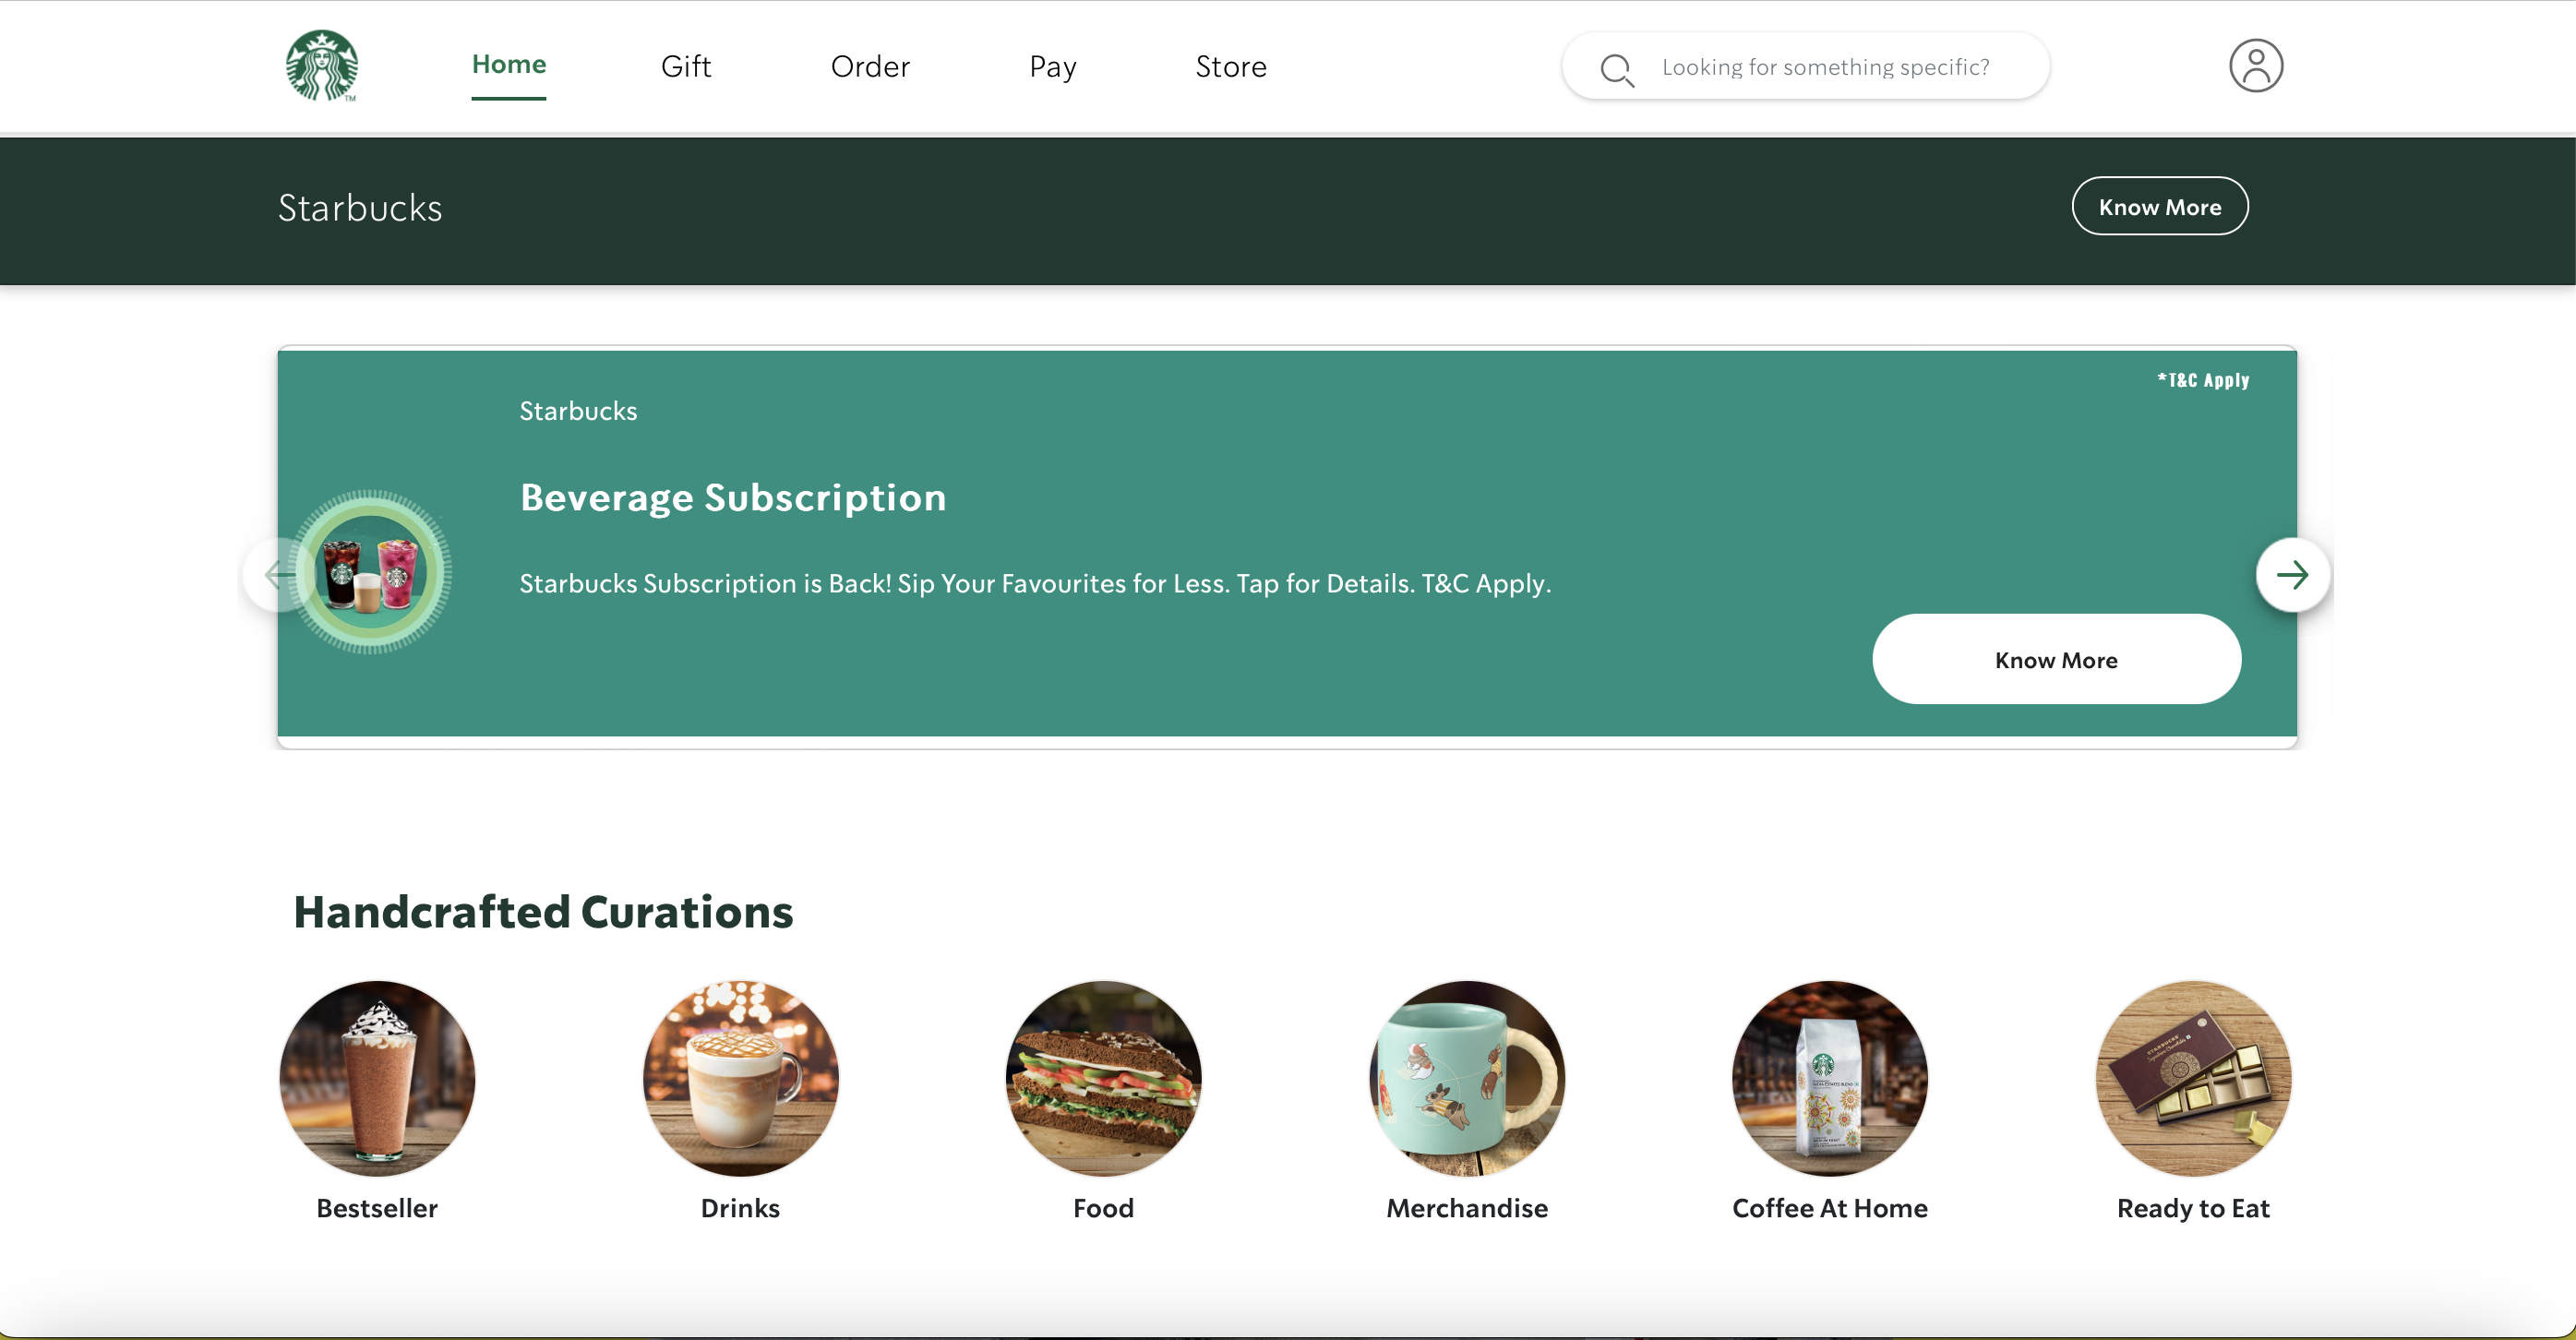 Home
Gift
Order
Pay
Store
Looking for something specific?
TM
Starbucks
Know More
*T&C Apply
Starbucks
Beverage Subscription
Starbucks Subscription is Back! Sip Your Favourites for Less. Tap for Details. T&C Apply.
Know More
Handcrafted Curations
Bestseller
Drinks
Food
Merchandise
Coffee At Home
Ready to Eat